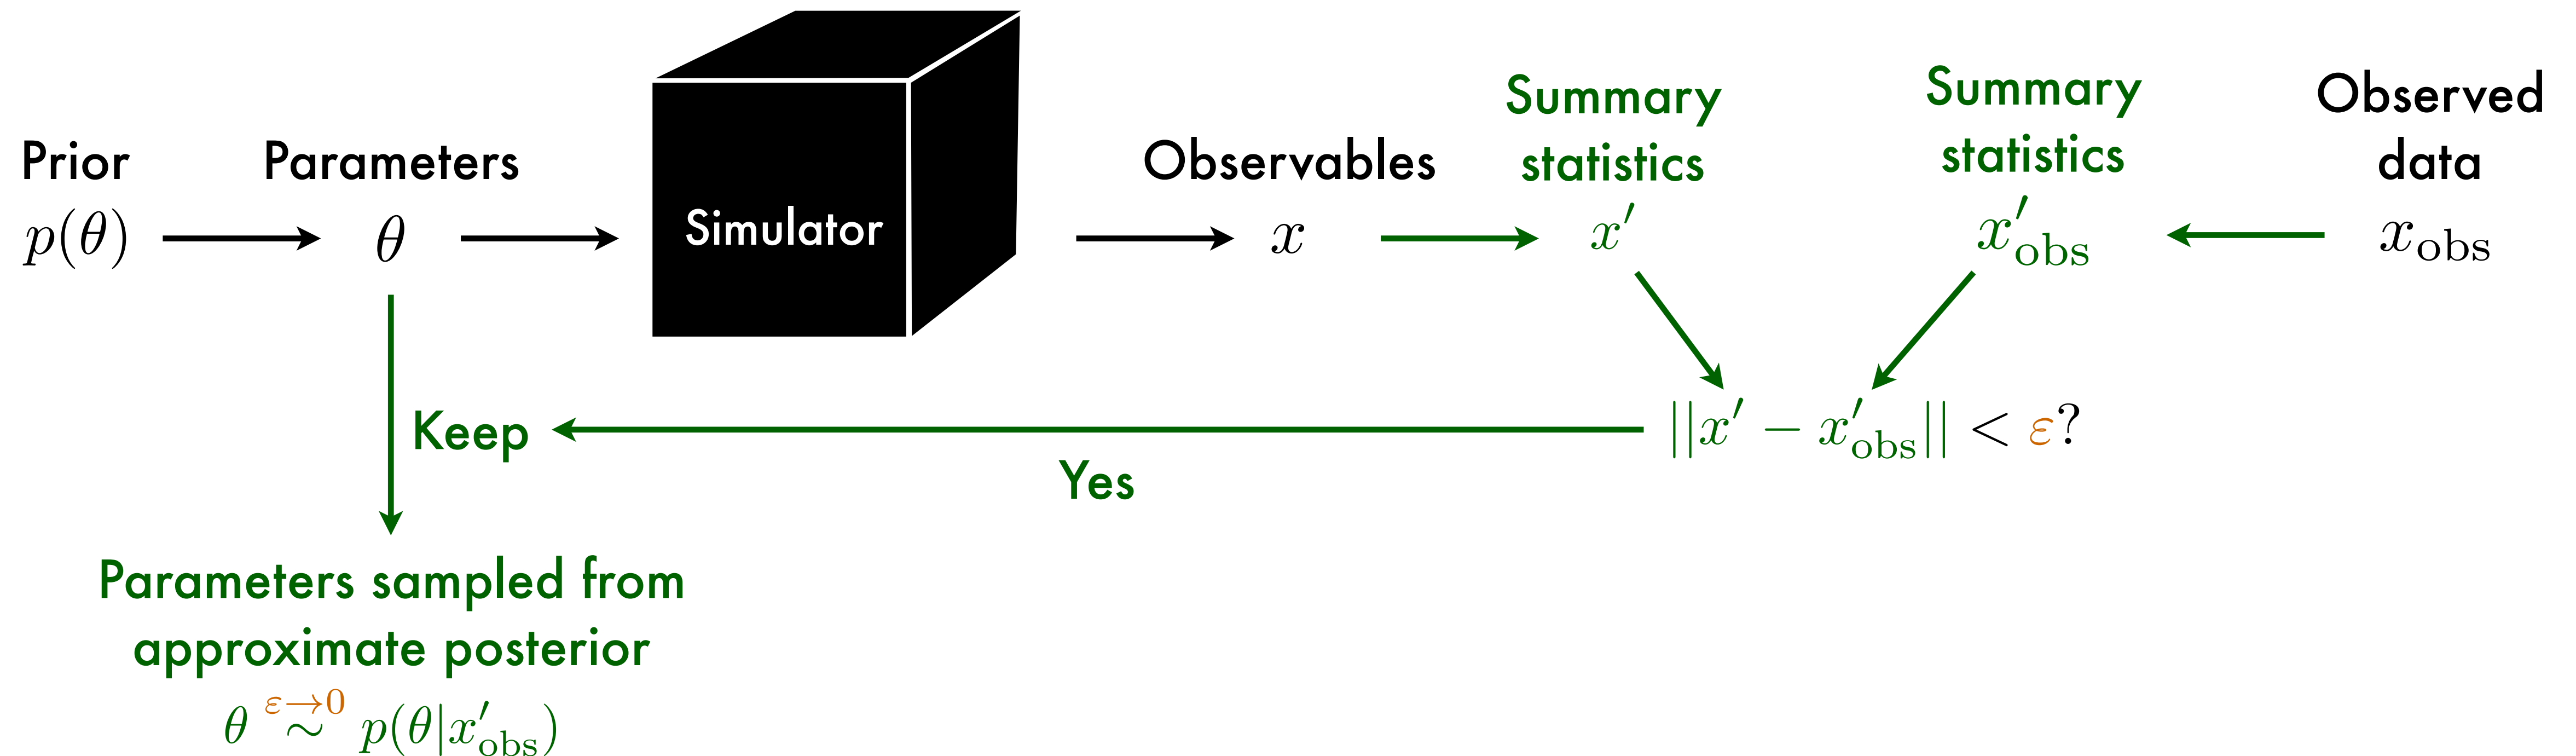 Prior
p(θ)
Parameters
θ
Simulator
Observables
x
Summary
statistics
x′
Summary
statistics
x′obs
Observed
data
xobs
||x′ − x′obs|| < ε?
Yes
Keep
Parameters sampled from
approximate posterior
θ ε→0∼ p(θ|x′obs)